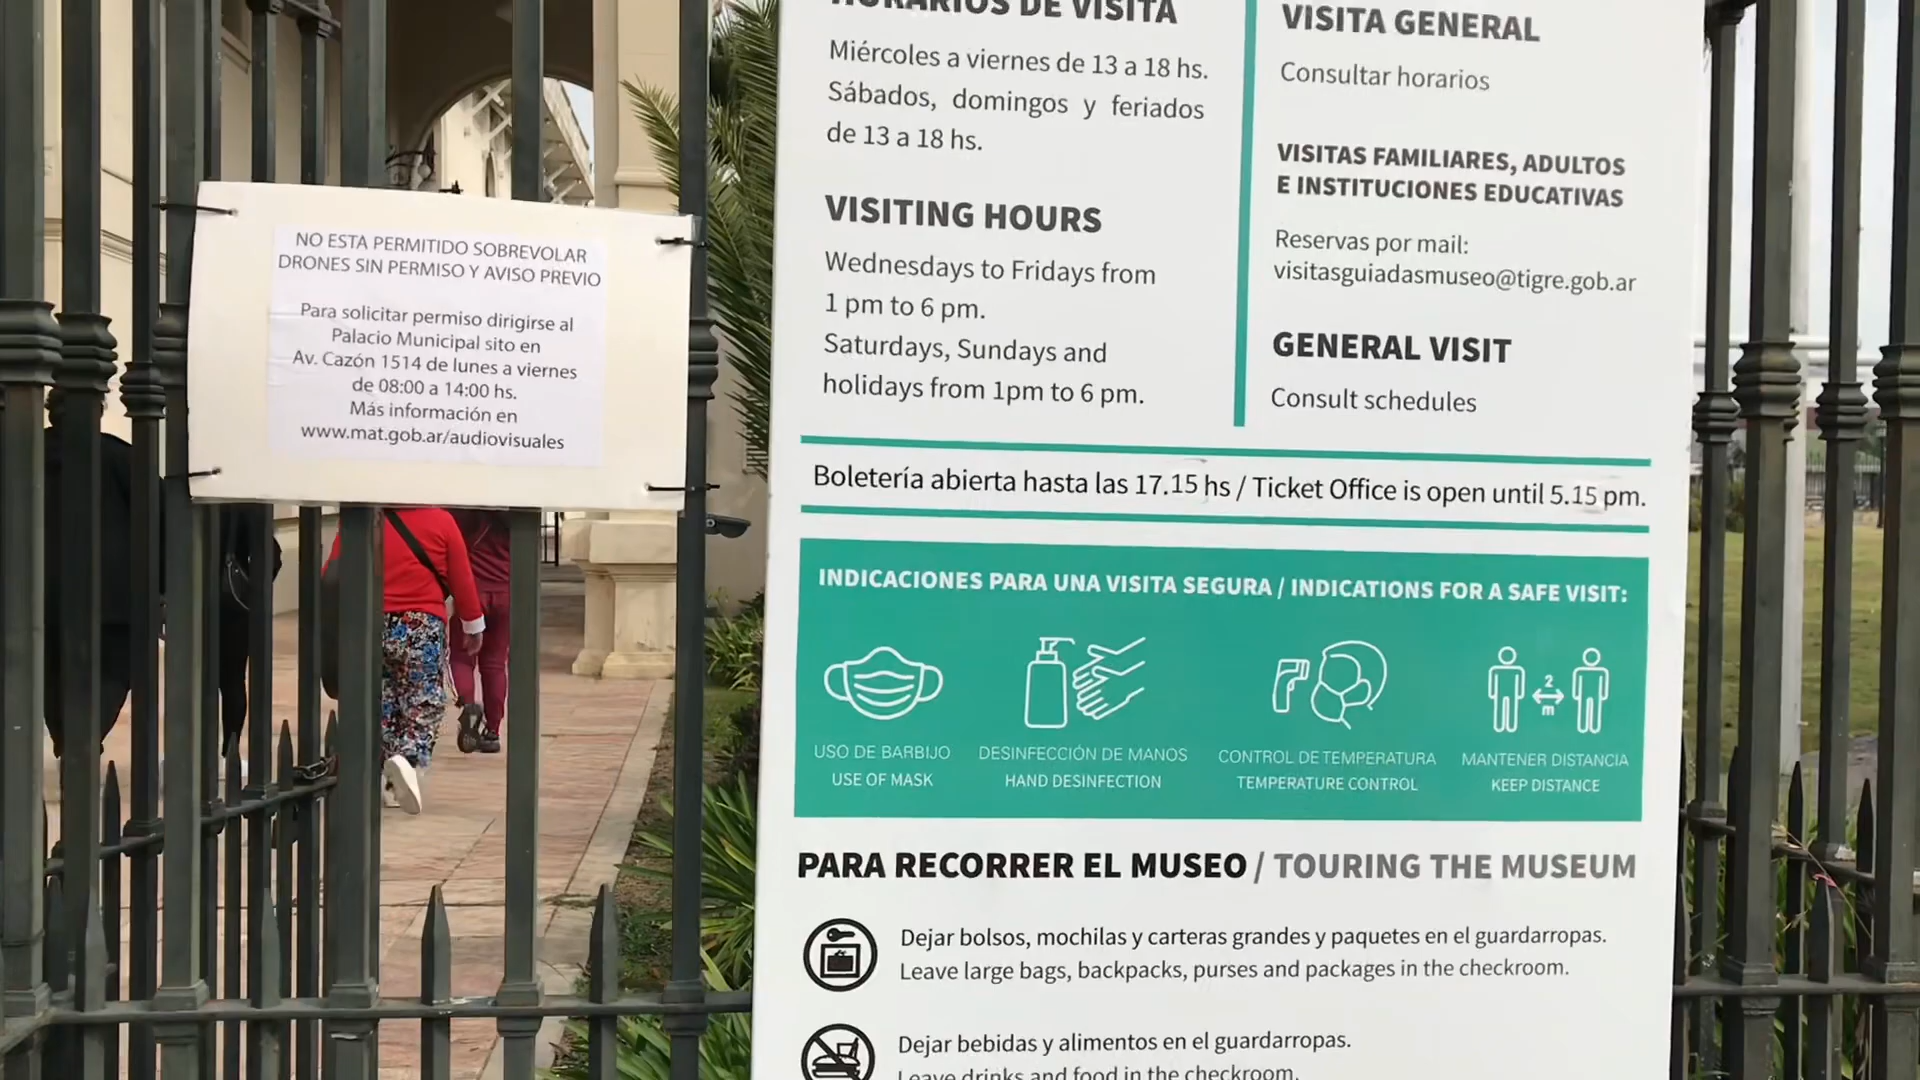 NO ESTA PERMITIDO SOBREVOLAR
DRONES SIN PERMISO Y AVISO PREVIO
Para solicitar permiso dirigirse al
Palacio Municipal sito en
Av. Cazón 1514 de lunes a viernes
de 08:00 a 14:00 hs.
Más información en
www.mat.gob.ar/audiovisuales
HORARIOS DE VISITA
Miércoles a viernes de 13 a 18 hs.
Sábados, domingos y feriados
de 13 a 18 hs.
VISITING HOURS
Wednesdays to Fridays from
1 pm to 6 pm.
Saturdays, Sundays and
holidays from 1pm to 6 pm.
VISITA GENERAL
Consultar horarios
VISITAS FAMILIARES, ADULTOS
E INSTITUCIONES EDUCATIVAS
Reservas por mail:
visitasguiadasmuseo@tigre.gob.ar
GENERAL VISIT
Consult schedules
Boletería abierta hasta las 17.15 hs / Ticket Office is open until 5.15 pm.
INDICACIONES PARA UNA VISITA SEGURA / INDICATIONS FOR A SAFE VISIT:
2
m
USO DE BARBIJO
USE OF MASK
DESINFECCIÓN DE MANOS
HAND DESINFECTION
CONTROL DE TEMPERATURA
TEMPERATURE CONTROL
MANTENER DISTANCIA
KEEP DISTANCE
PARA RECORRER EL MUSEO / TOURING THE MUSEUM
Dejar bolsos, mochilas y carteras grandes y paquetes en el guardarropas.
Leave large bags, backpacks, purses and packages in the checkroom.
Dejar bebidas y alimentos en el guardarropas.
Leave drinks and food in the checkroom.